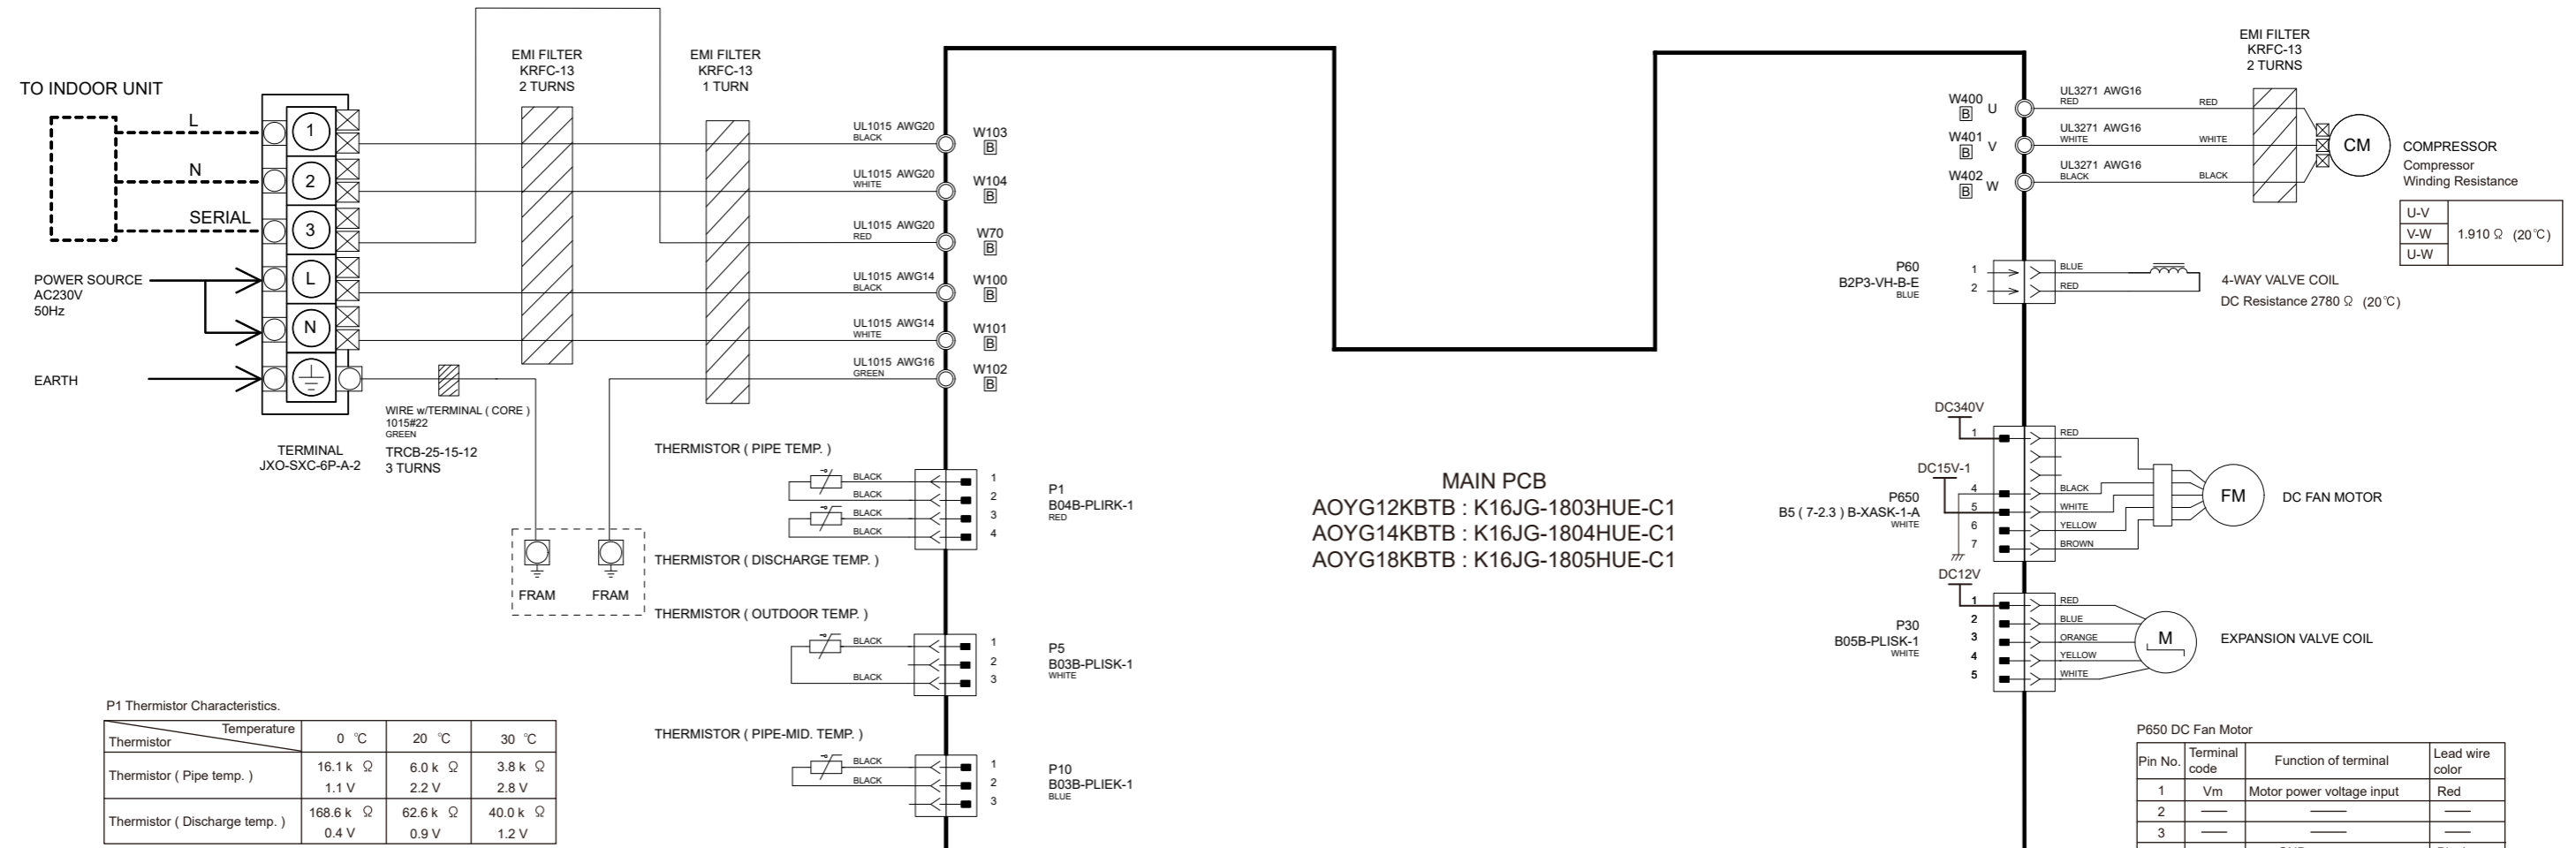 TO INDOOR UNIT
L
N
SERIAL
POWER SOURCE
AC230V
50Hz
EARTH
1
2
3
L
N
TERMINAL
JXO-SXC-6P-A-2
WIRE w/TERMINAL ( CORE )
1015#22
GREEN
TRCB-25-15-12
3 TURNS
EMI FILTER
KRFC-13
2 TURNS
EMI FILTER
KRFC-13
1 TURN
FRAM
FRAM
UL1015 AWG20
BLACK
W103
B
UL1015 AWG20
WHITE
W104
B
UL1015 AWG20
RED
W70
B
UL1015 AWG14
BLACK
W100
B
UL1015 AWG14
WHITE
W101
B
UL1015 AWG16
GREEN
W102
B
THERMISTOR ( PIPE TEMP. )
BLACK
BLACK
BLACK
BLACK
1
2
3
4
P1
B04B-PLIRK-1
RED
THERMISTOR ( DISCHARGE TEMP. )
THERMISTOR ( OUTDOOR TEMP. )
BLACK
BLACK
1
2
3
P5
B03B-PLISK-1
WHITE
THERMISTOR ( PIPE-MID. TEMP. )
BLACK
BLACK
1
2
3
P10
B03B-PLIEK-1
BLUE
P1 Thermistor Characteristics.
Temperature
Thermistor
0 ℃
20 ℃
30 ℃
Thermistor ( Pipe temp. )
16.1 k Ω
6.0 k Ω
3.8 k Ω
1.1 V
2.2 V
2.8 V
Thermistor ( Discharge temp. )
168.6 k Ω
62.6 k Ω
40.0 k Ω
0.4 V
0.9 V
1.2 V
MAIN PCB
AOYG12KBTB : K16JG-1803HUE-C1
AOYG14KBTB : K16JG-1804HUE-C1
AOYG18KBTB : K16JG-1805HUE-C1
W400
B
U
UL3271 AWG16
RED
RED
W401
B
V
UL3271 AWG16
WHITE
WHITE
W402
B
W
UL3271 AWG16
BLACK
BLACK
EMI FILTER
KRFC-13
2 TURNS
CM
COMPRESSOR
Compressor
Winding Resistance
U-V
V-W
U-W
1.910 Ω (20℃)
P60
B2P3-VH-B-E
BLUE
1
2
BLUE
RED
4-WAY VALVE COIL
DC Resistance 2780 Ω (20℃)
DC340V
DC15V-1
P650
B5 ( 7-2.3 ) B-XASK-1-A
WHITE
1
4
5
6
7
RED
BLACK
WHITE
YELLOW
BROWN
FM
DC FAN MOTOR
DC12V
P30
B05B-PLISK-1
WHITE
1
2
3
4
5
RED
BLUE
ORANGE
YELLOW
WHITE
M
EXPANSION VALVE COIL
P650 DC Fan Motor
Pin No.
Terminal
code
Function of terminal
Lead wire
color
1
Vm
Motor power voltage input
Red
2
3